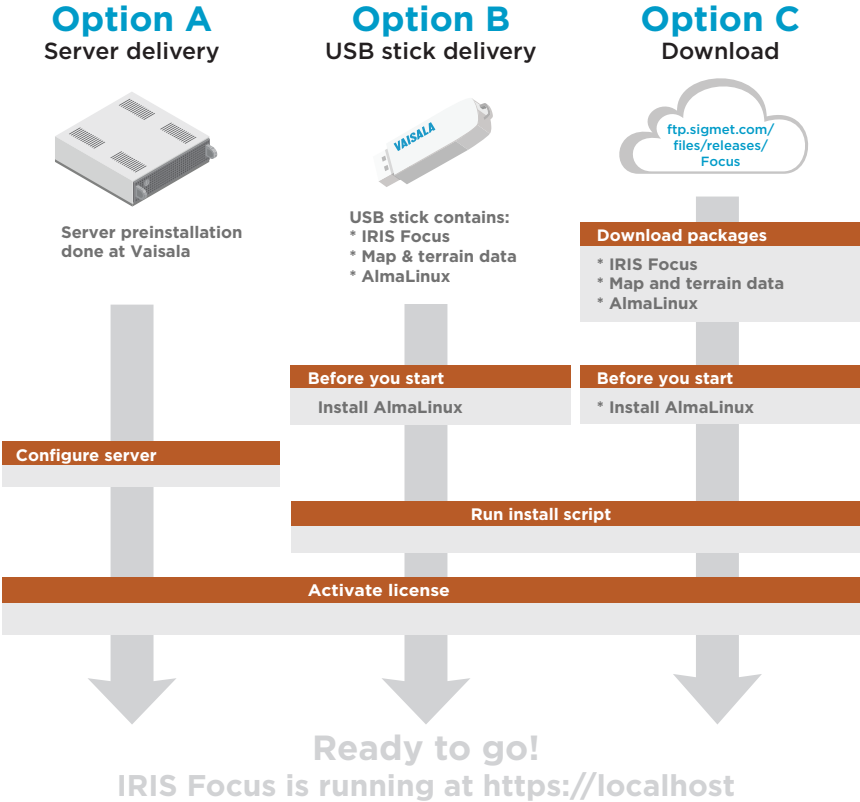 Option A
Server delivery
Server preinstallation
done at Vaisala
Option B
USB stick delivery
VAISALA
USB stick contains:
* IRIS Focus
* Map & terrain data
* AlmaLinux
Option C
Download
ftp.sigmet.com/
files/releases/
Focus
Download packages
* IRIS Focus
* Map and terrain data
* AlmaLinux
Before you start
Install AlmaLinux
Before you start
* Install AlmaLinux
Configure server
Run install script
Activate license
Ready to go!
IRIS Focus is running at https://localhost